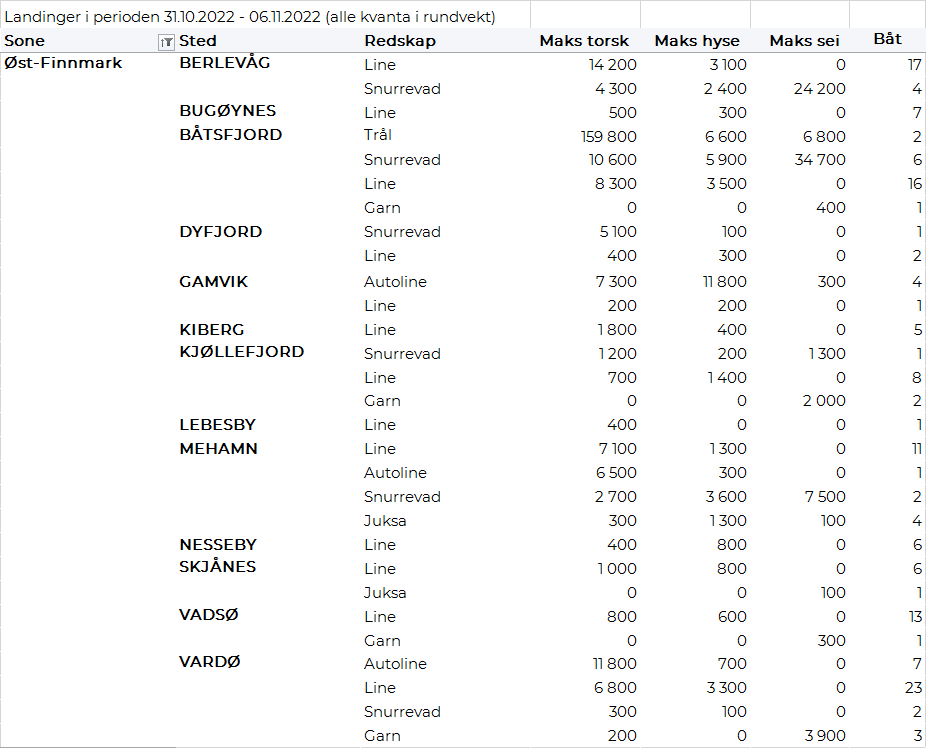 Landinger i perioden 31.10.2022 - 06.11.2022 (alle kvanta i rundvekt)
Sone Sted Redskap Maks torsk Maks hyse Maks sei Båt
Øst-Finnmark BERLEVÅG Line 14 200 3 100 0 17
Snurrevad 4 300 2 400 24 200 4
BUGØYNES Line 500 300 0 7
BÅTSFJORD Trål 159 800 6 600 6 800 2
Snurrevad 10 600 5 900 34 700 6
Line 8 300 3 500 0 16
Garn 0 0 400 1
DYFJORD Snurrevad 5 100 100 0 1
Line 400 300 0 2
GAMVIK Autoline 7 300 11 800 300 4
Line 200 200 0 1
KIBERG Line 1 800 400 0 5
KJØLLEFJORD Snurrevad 1 200 200 1 300 1
Line 700 1 400 0 8
Garn 0 0 2 000 2
LEBESBY Line 400 0 0 1
MEHAMN Line 7 100 1 300 0 11
Autoline 6 500 300 0 1
Snurrevad 2 700 3 600 7 500 2
Juksa 300 1 300 100 4
NESSEBY Line 400 800 0 6
SKJÅNES Line 1 000 800 0 6
Juksa 0 0 100 1
VADSØ Line 800 600 0 13
Garn 0 0 300 1
VARDØ Autoline 11 800 700 0 7
Line 6 800 3 300 0 23
Snurrevad 300 100 0 2
Garn 200 0 3 900 3